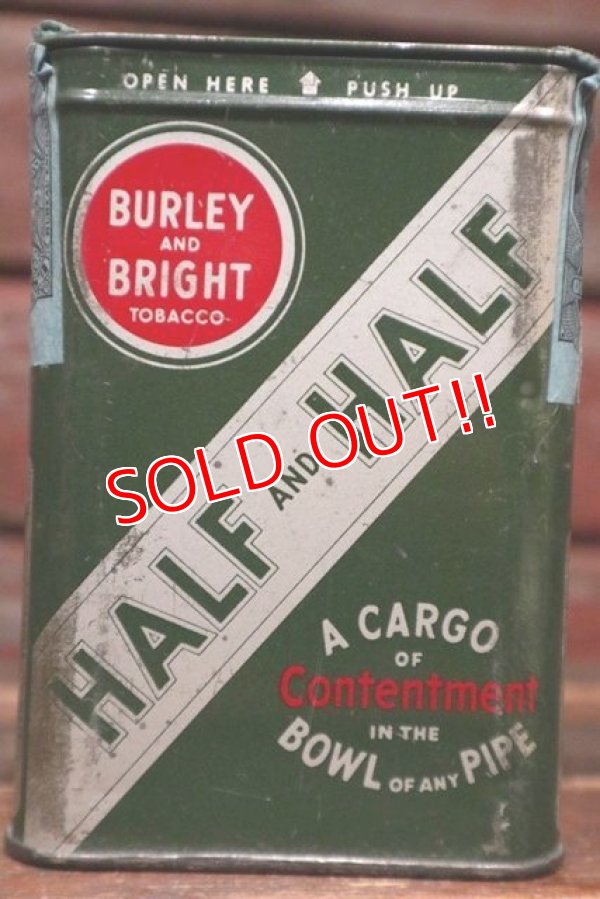 OPEN HERE PUSH UP
BURLEY
AND
BRIGHT
TOBACCO
HALF AND HALF
SOLD OUT!!
A CARGO
OF
Contentment
IN THE
BOWL OF ANY PIPE